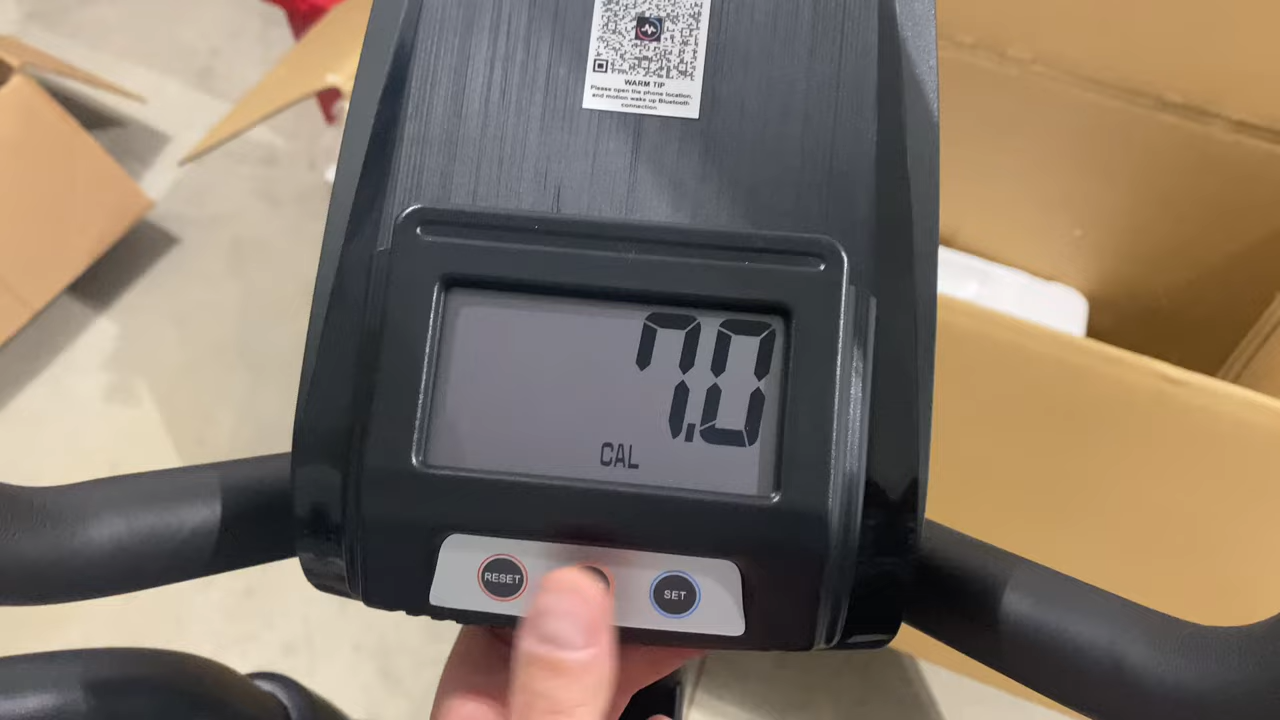 WARM TIP
Please open the phone location,
and motion wake up Bluetooth
connection
7.0
CAL
RESET
SET